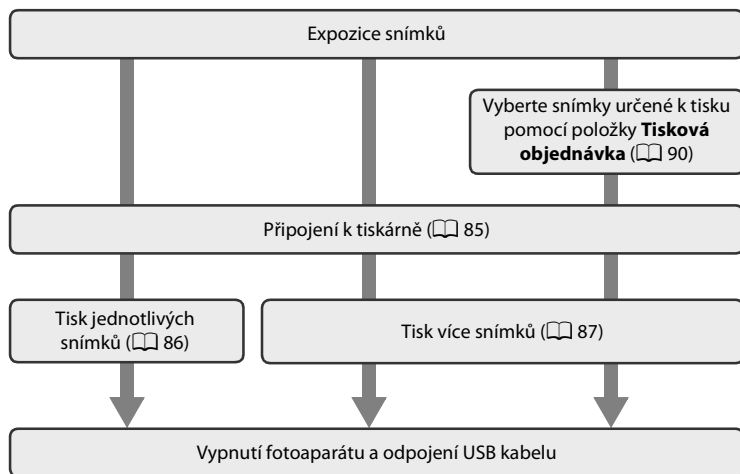 Expozice snímků
Vyberte snímky určené k tisku
pomocí položky Tisková
objednávka (📖 90)
Připojení k tiskárně (📖 85)
Tisk jednotlivých
snímků (📖 86)
Tisk více snímků (📖 87)
Vypnutí fotoaparátu a odpojení USB kabelu